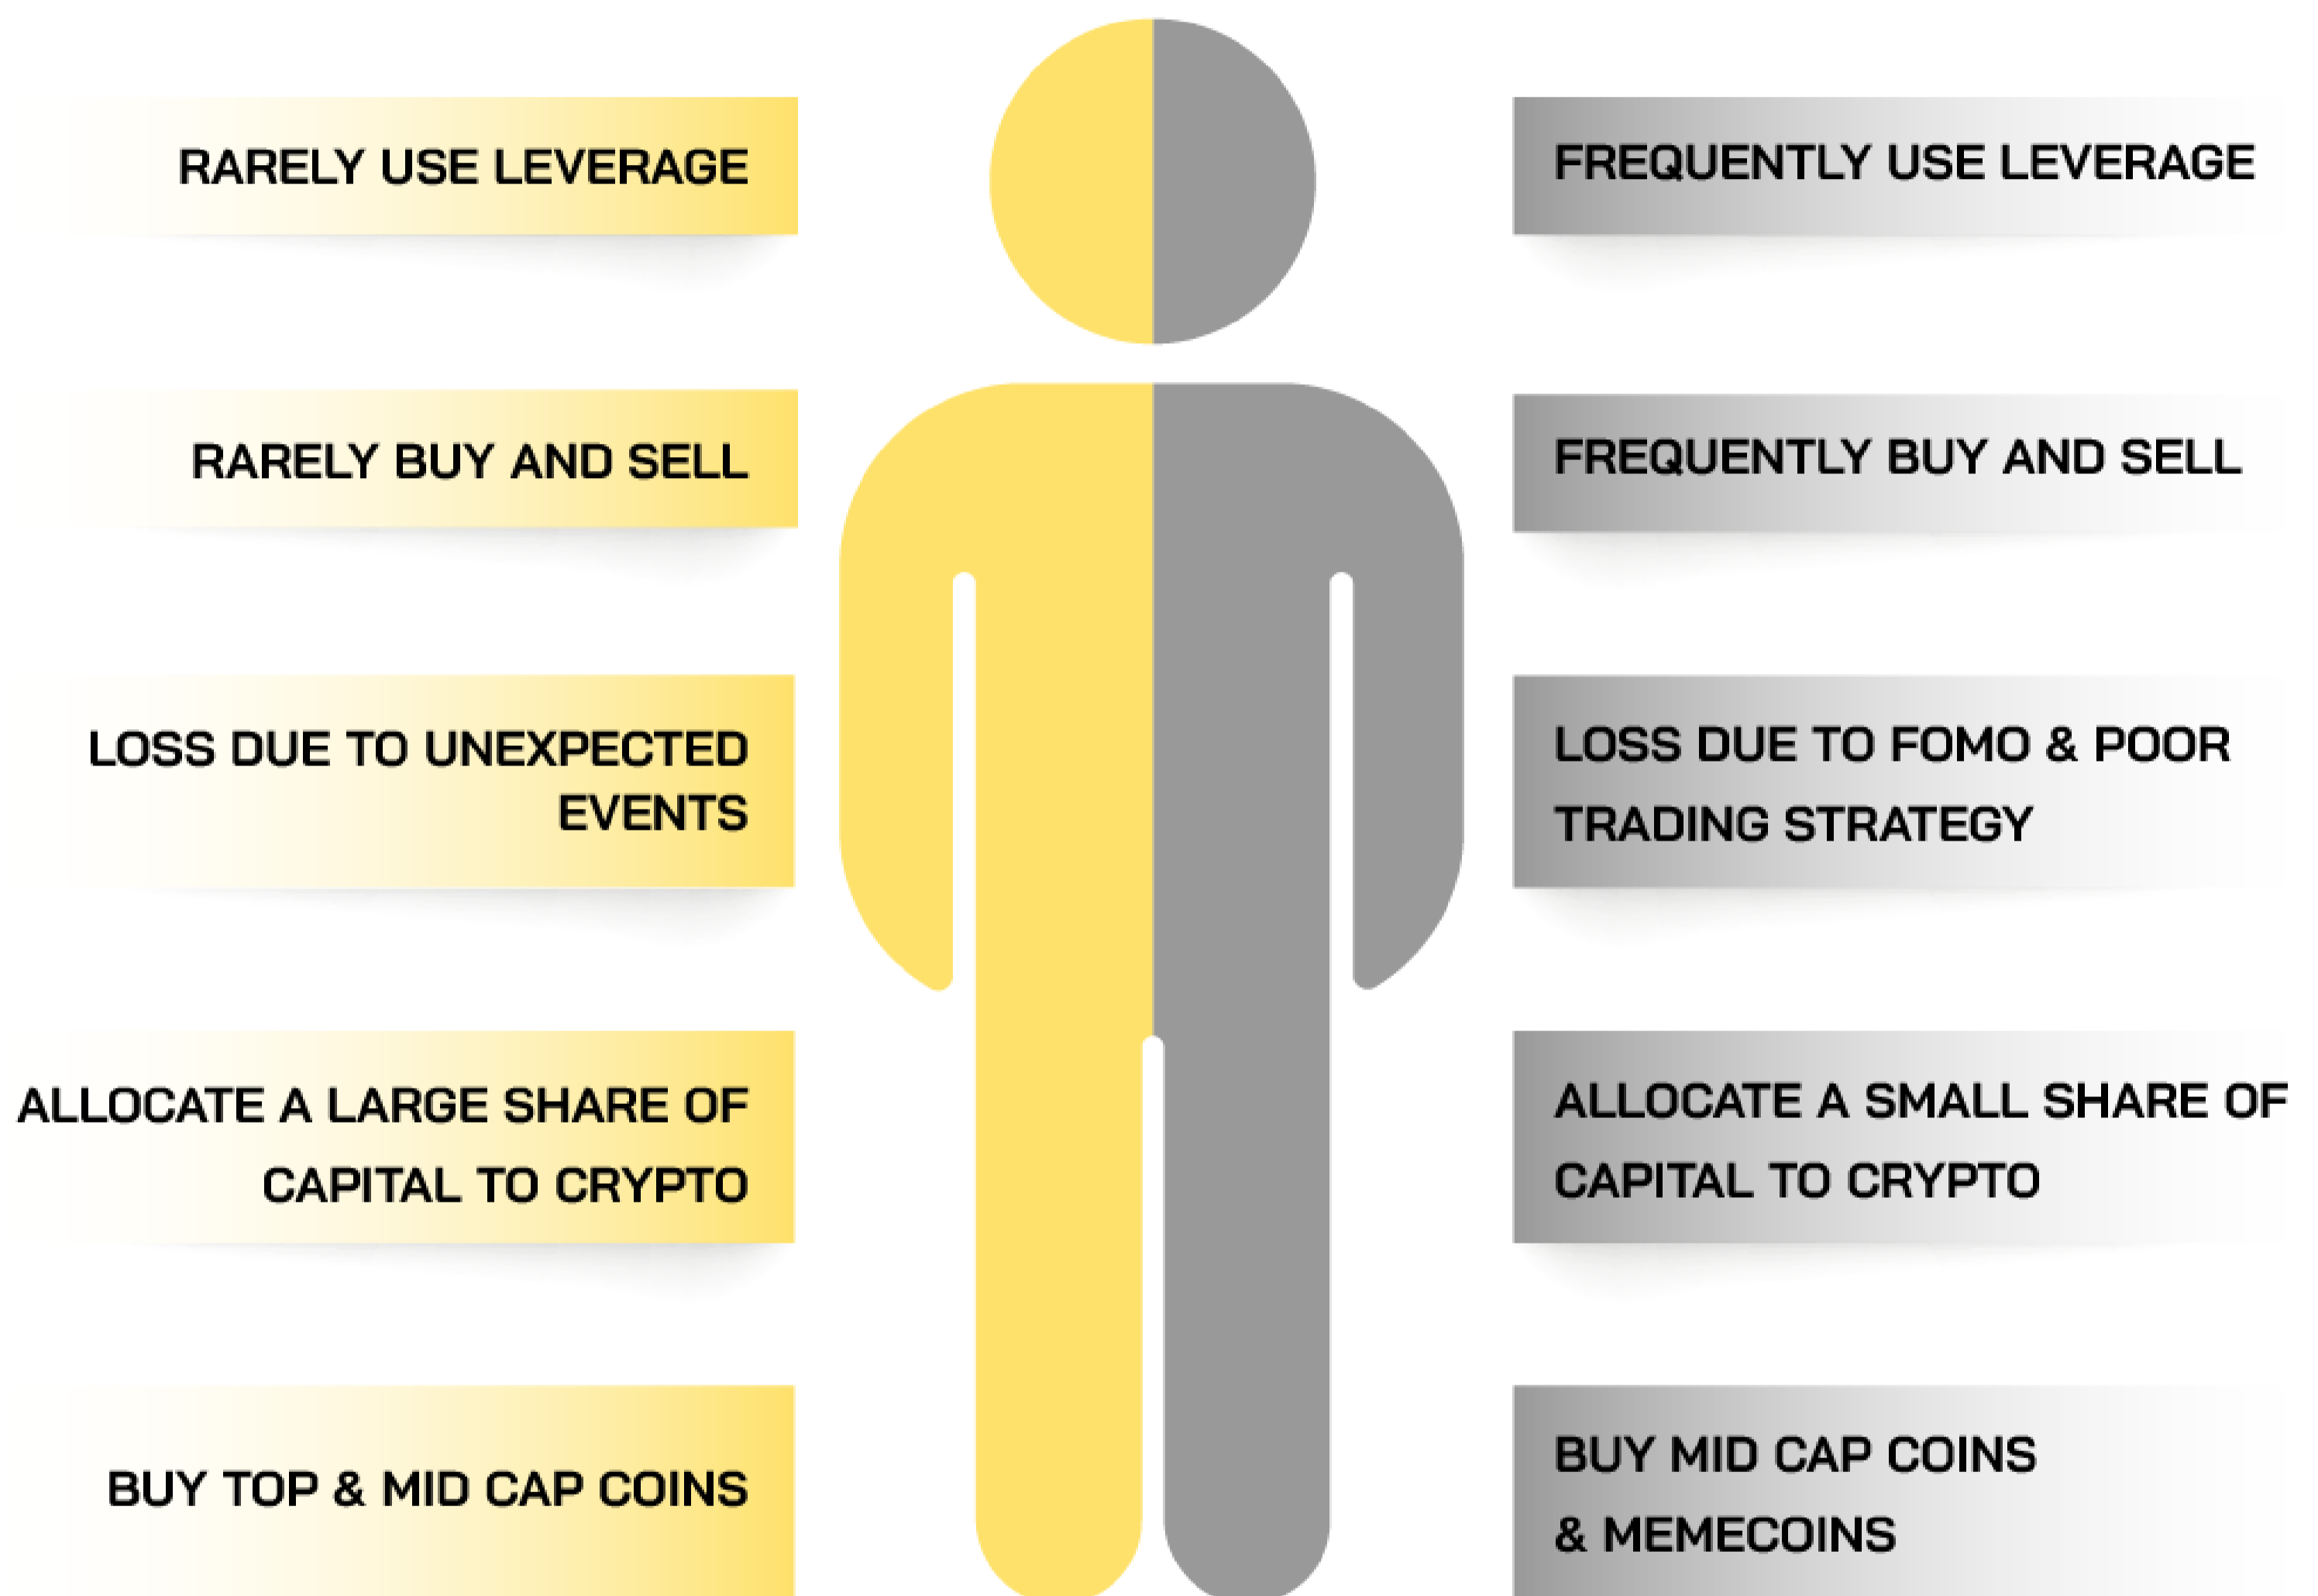 RARELY USE LEVERAGE
FREQUENTLY USE LEVERAGE
RARELY BUY AND SELL
FREQUENTLY BUY AND SELL
LOSS DUE TO UNEXPECTED
EVENTS
LOSS DUE TO FOMO & POOR
TRADING STRATEGY
ALLOCATE A LARGE SHARE OF
CAPITAL TO CRYPTO
ALLOCATE A SMALL SHARE OF
CAPITAL TO CRYPTO
BUY TOP & MID CAP COINS
BUY MID CAP COINS
& MEMECOINS